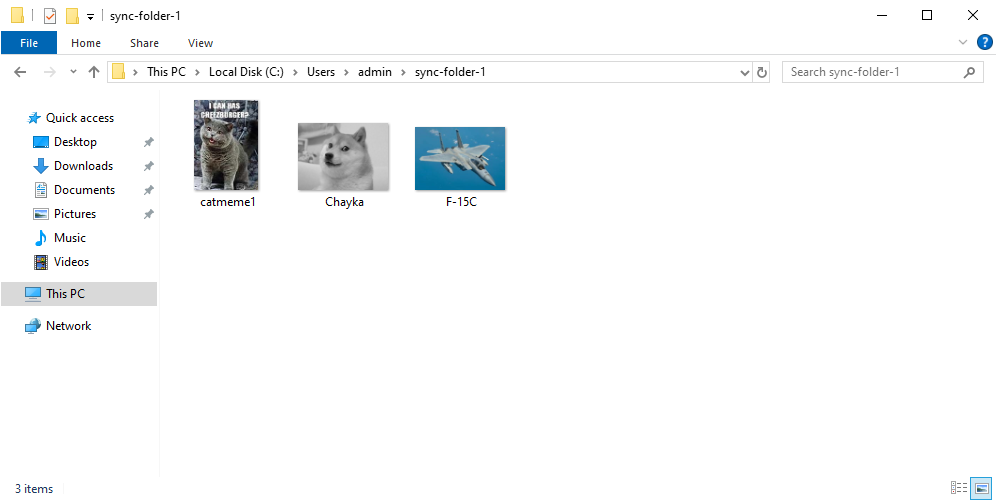 sync-folder-1
File Home Share View
This PC Local Disk (C:) Users admin sync-folder-1
Search sync-folder-1
Quick access
Desktop
Downloads
Documents
Pictures
Music
Videos
This PC
Network
I CAN HAS
CHEEZBURGER?
catmeme1
Chayka
F-15C
3 items